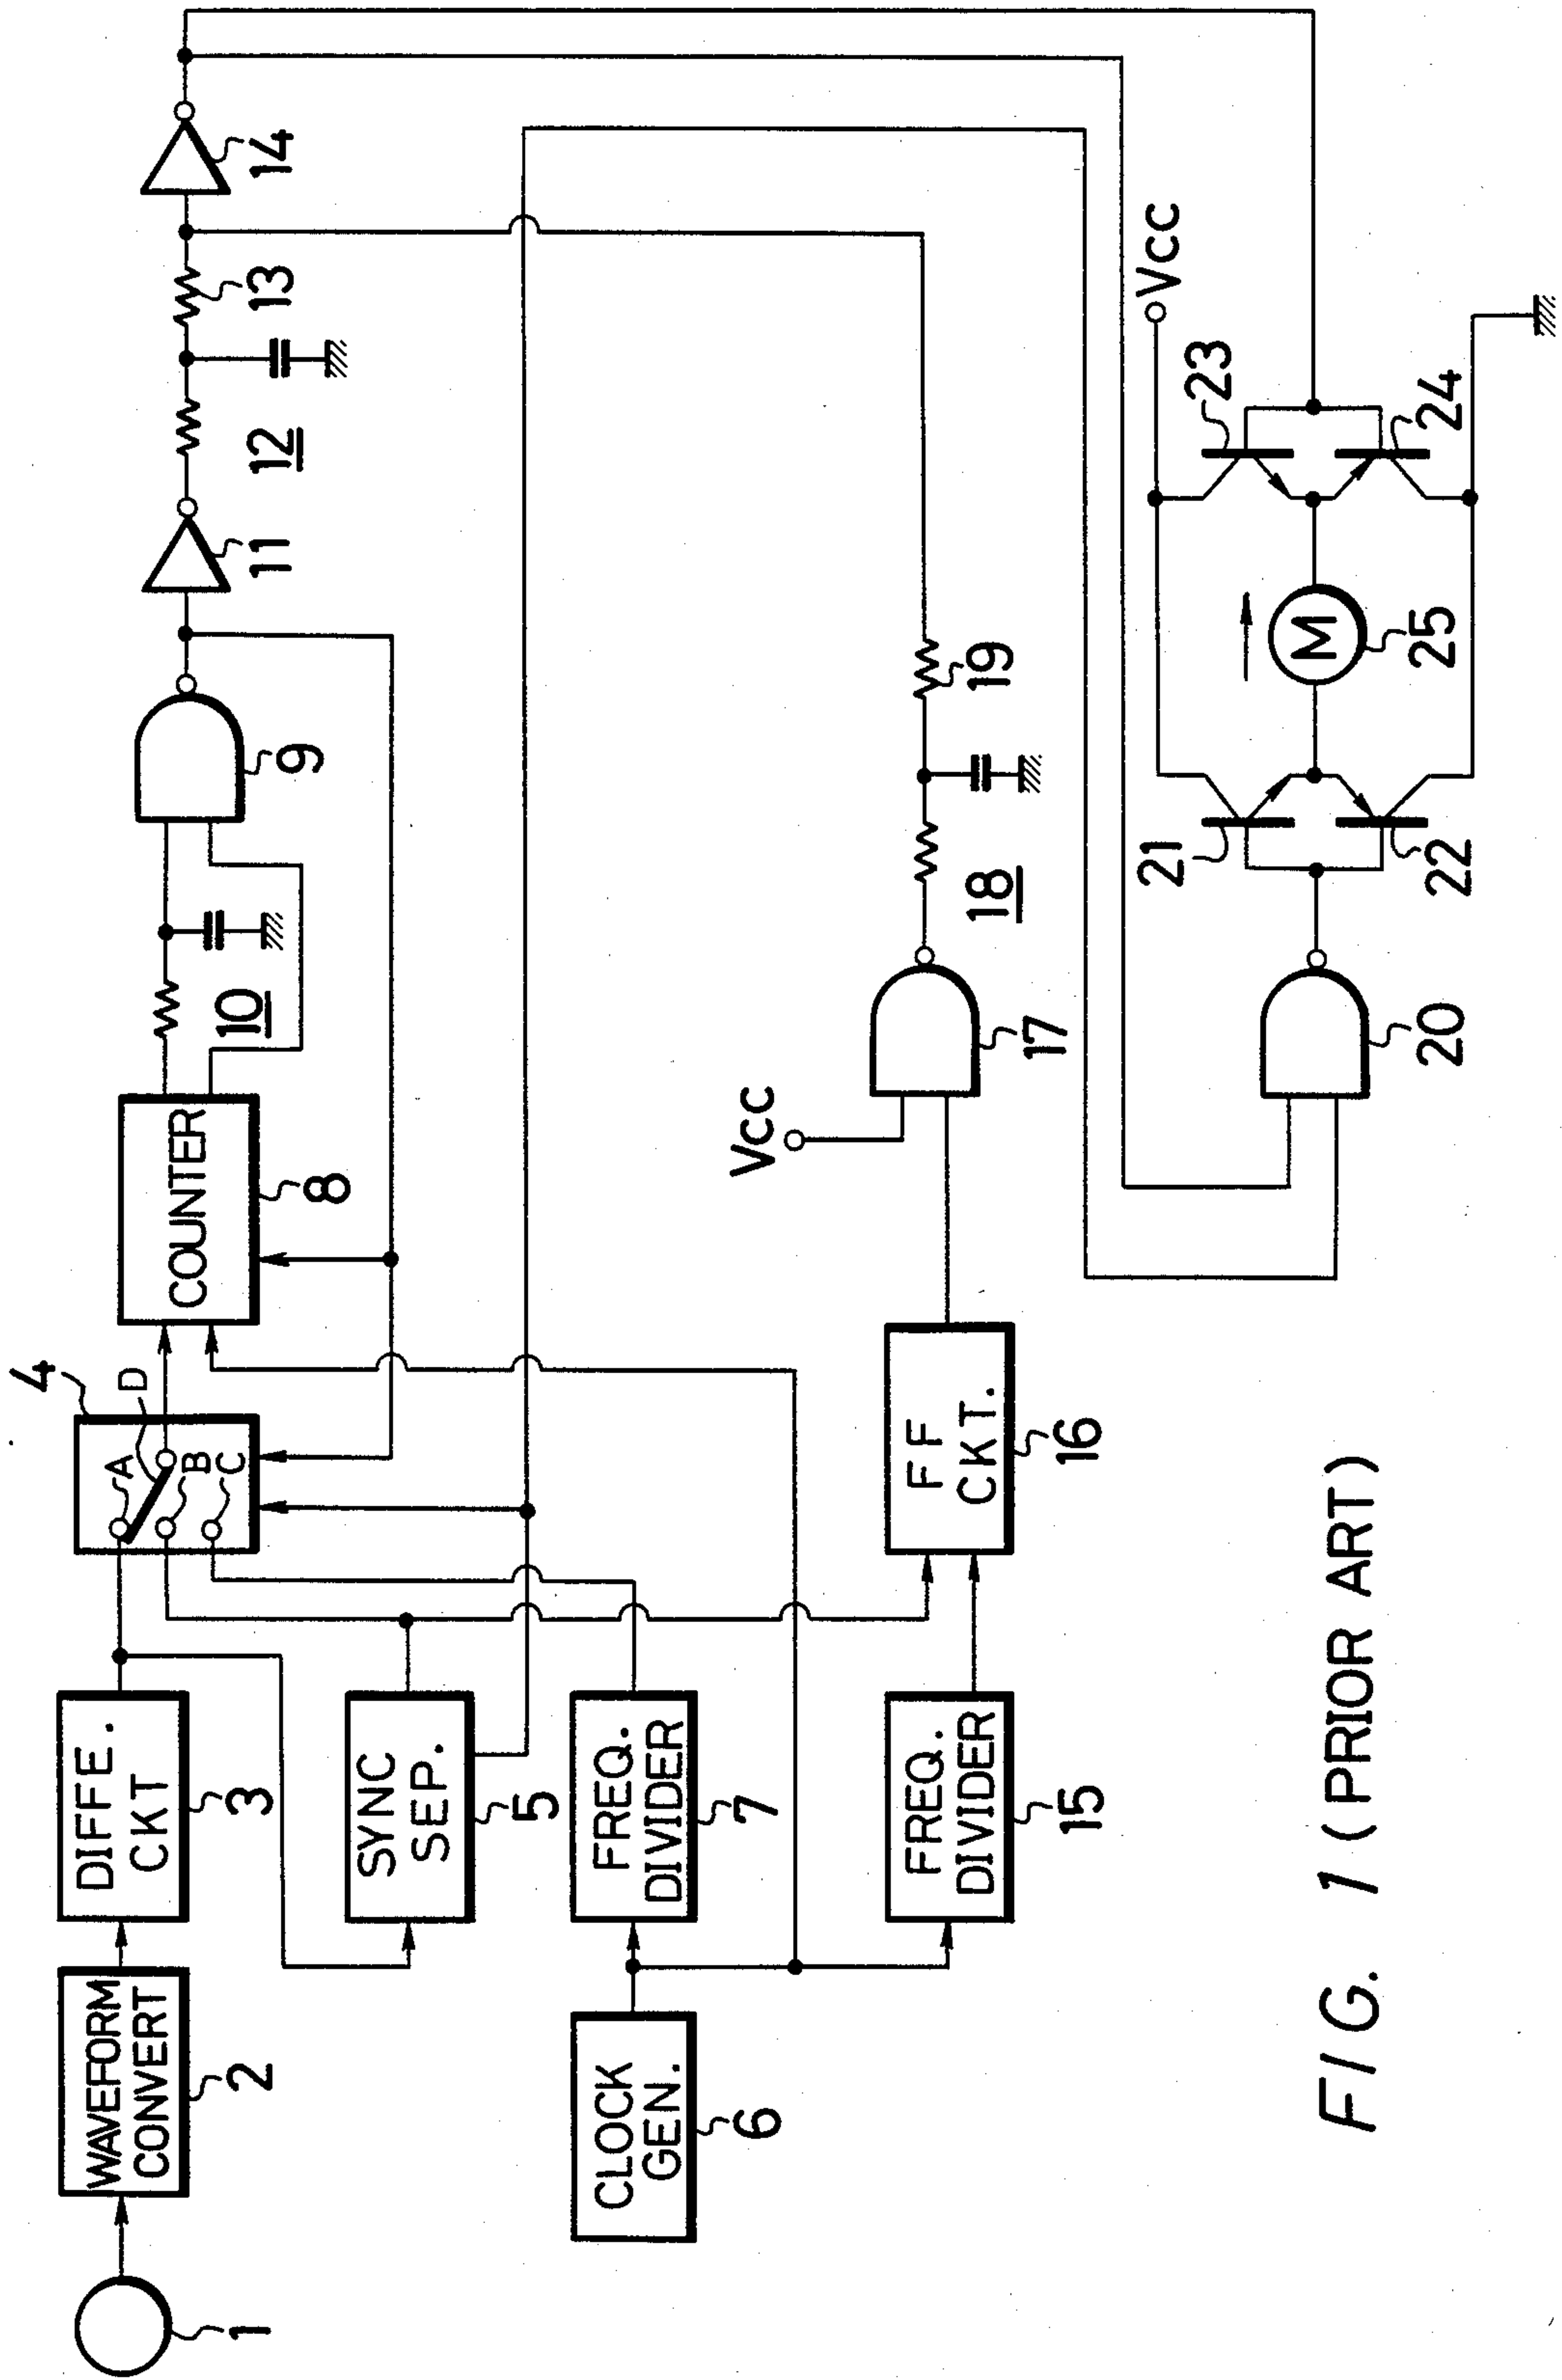 1
WAVEFORM
CONVERT
2
DIFFE.
CKT
3
4
A
B
C
D
SYNC
SEP.
5
CLOCK
GEN.
6
FREQ.
DIVIDER
7
COUNTER
8
10
9
11
12
13
14
FREQ.
DIVIDER
15
FF
CKT.
16
Vcc
17
18
19
20
21
22
M
25
Vcc
23
24
FIG. 1 (PRIOR ART)